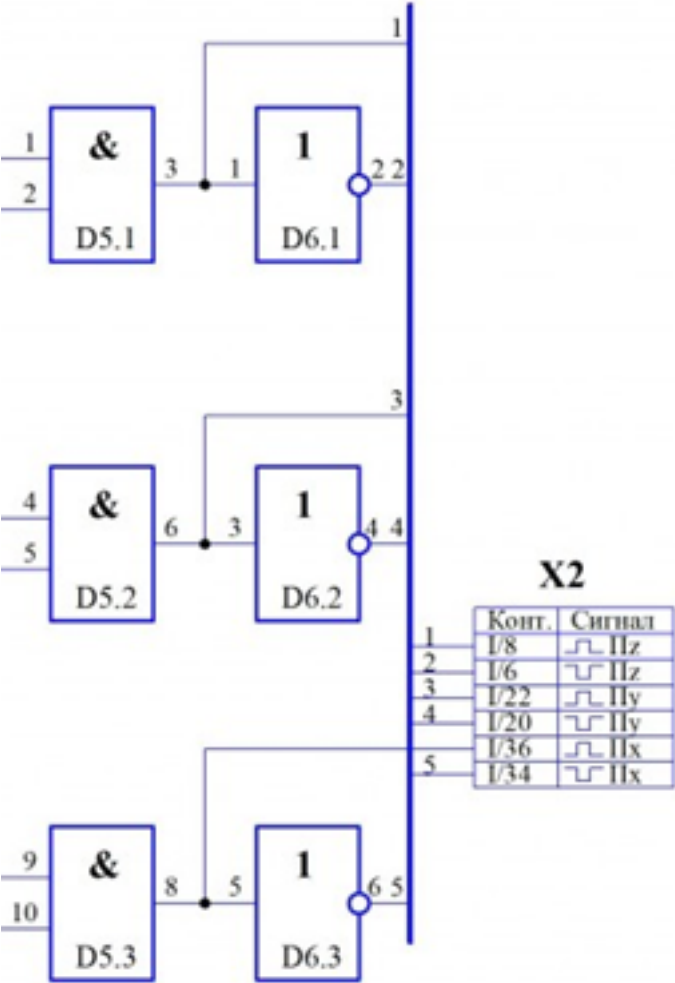 1
1 & 3 1 1 2 2
2
D5.1 D6.1
3
4 & 6 3 1 4 4
5
D5.2 D6.2
X2
Конт. Сигнал
1 I/8 Пz
2 I/6 Пz
3 I/22 Пy
4 I/20 Пy
I/36 Пx
5 I/34 Пx
9 & 8 5 1 6 5
10
D5.3 D6.3